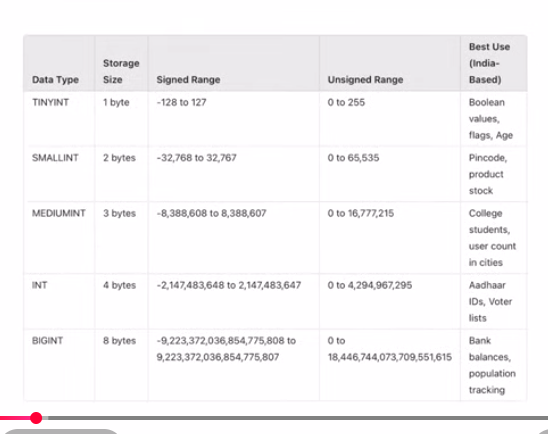 Data Type Storage Size Signed Range Unsigned Range Best Use (India-Based)
TINYINT 1 byte -128 to 127 0 to 255 Boolean values, flags, Age
SMALLINT 2 bytes -32,768 to 32,767 0 to 65,535 Pincode, product stock
MEDIUMINT 3 bytes -8,388,608 to 8,388,607 0 to 16,777,215 College students, user count in cities
INT 4 bytes -2,147,483,648 to 2,147,483,647 0 to 4,294,967,295 Aadhaar IDs, Voter lists
BIGINT 8 bytes -9,223,372,036,854,775,808 to 9,223,372,036,854,775,807 0 to 18,446,744,073,709,551,615 Bank balances, population tracking